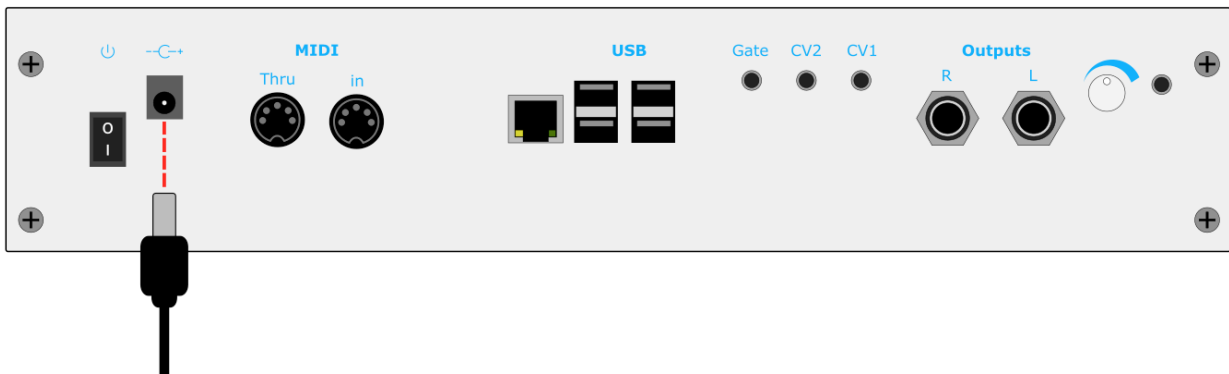 MIDI
Thru
in
USB
Gate
CV2
CV1
Outputs
R
L
O
I